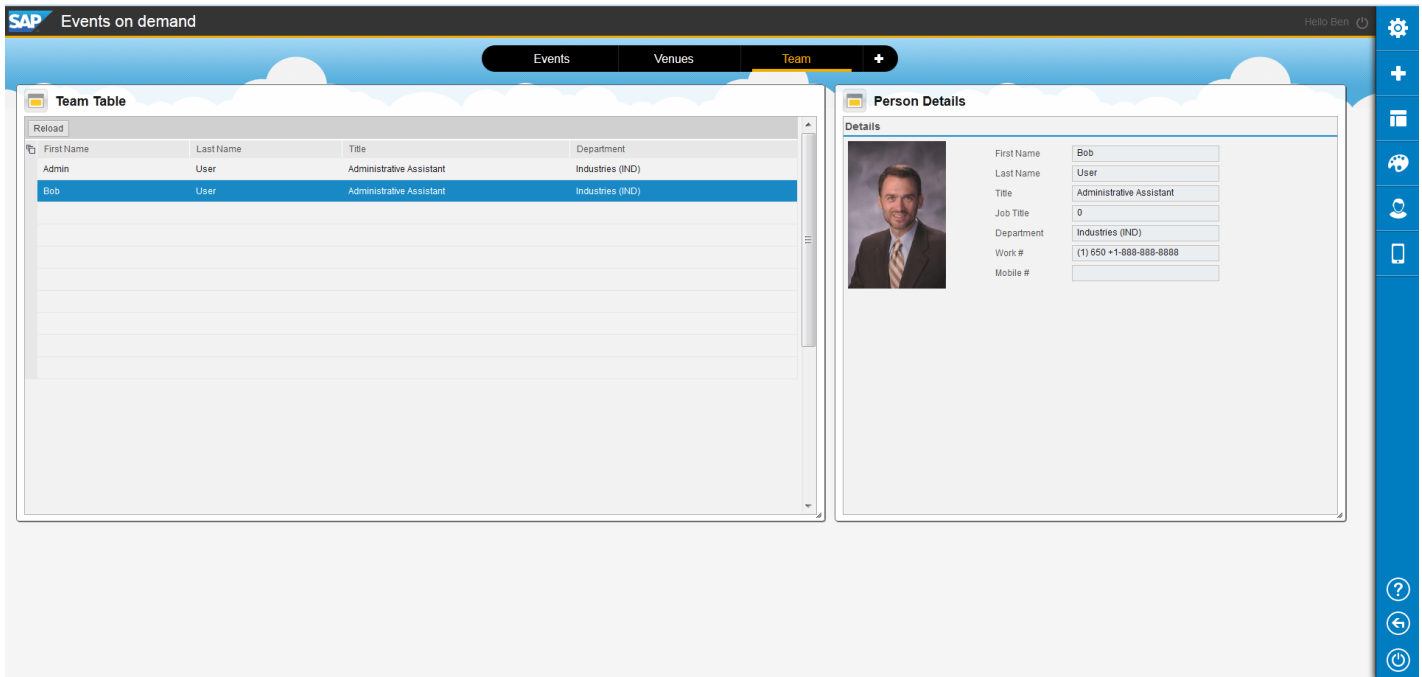 SAP Events on demand Hello Ben
Events Venues Team
Team Table
Reload
First Name Last Name Title Department
Admin User Administrative Assistant Industries (IND)
Bob User Administrative Assistant Industries (IND)
Person Details
Details
First Name Bob
Last Name User
Title Administrative Assistant
Job Title 0
Department Industries (IND)
Work # (1) 650 +1-888-888-8888
Mobile #